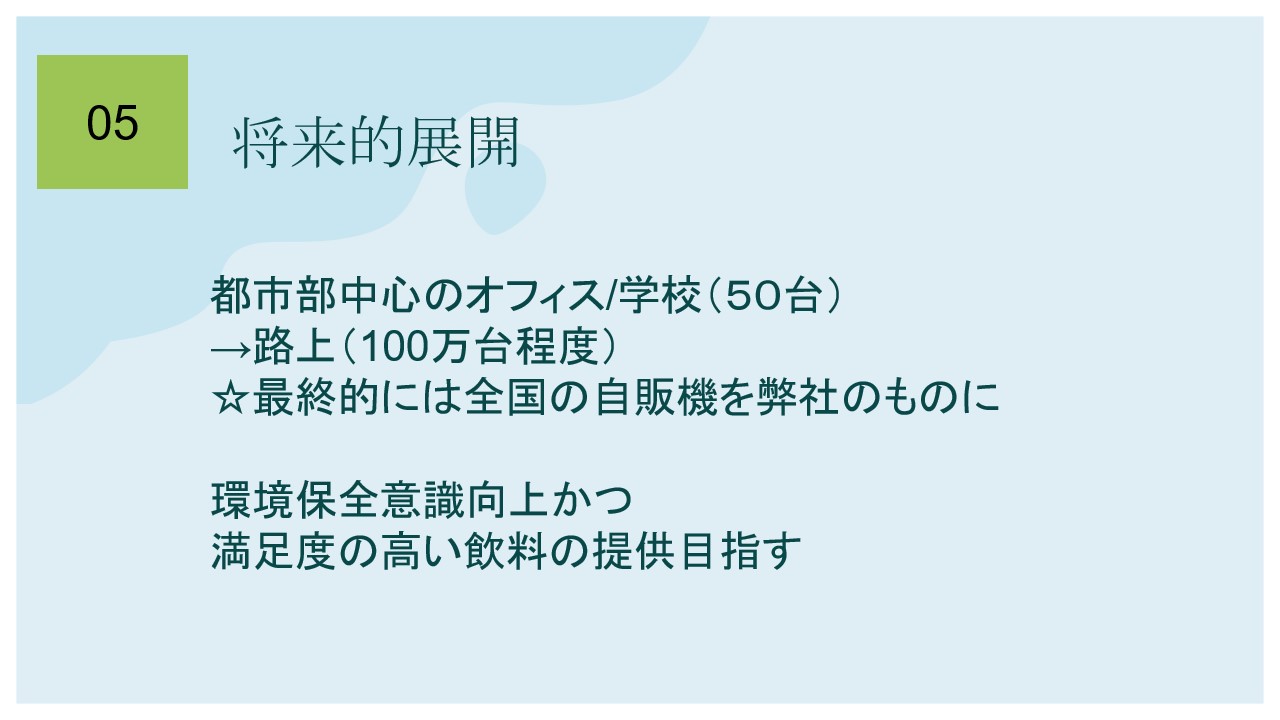 05
将来的展開
都市部中心のオフィス/学校（５０台）
→路上（100万台程度）
☆最終的には全国の自販機を弊社のものに
環境保全意識向上かつ
満足度の高い飲料の提供目指す